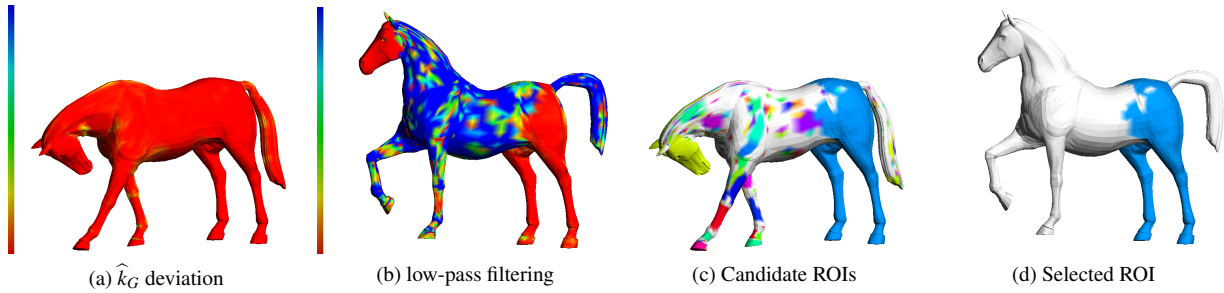 (a) $\widehat{k}_G$ deviation
(b) low-pass filtering
(c) Candidate ROIs
(d) Selected ROI